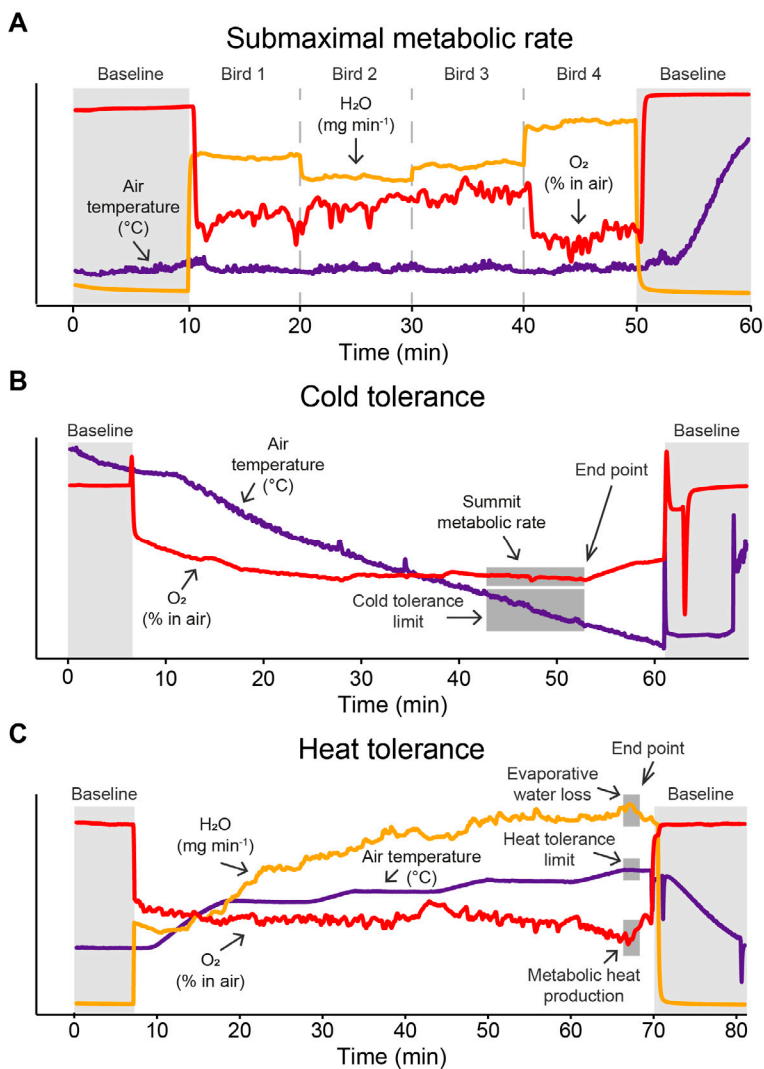 A
Submaximal metabolic rate
Baseline Bird 1 Bird 2 Bird 3 Bird 4 Baseline
H₂O
(mg min⁻¹)
O₂
(% in air)
Air
temperature
(°C)
0 10 20 30 40 50 60
Time (min)
B
Cold tolerance
Baseline Baseline
Air
temperature
(°C)
End point
Summit
metabolic rate
O₂
(% in air)
Cold tolerance
limit
0 10 20 30 40 50 60
Time (min)
C
Heat tolerance
End point
Baseline Baseline
Evaporative
water loss
H₂O
(mg min⁻¹)
Heat tolerance
limit
Air temperature
(°C)
O₂
(% in air)
Metabolic heat
production
0 10 20 30 40 50 60 70 80
Time (min)